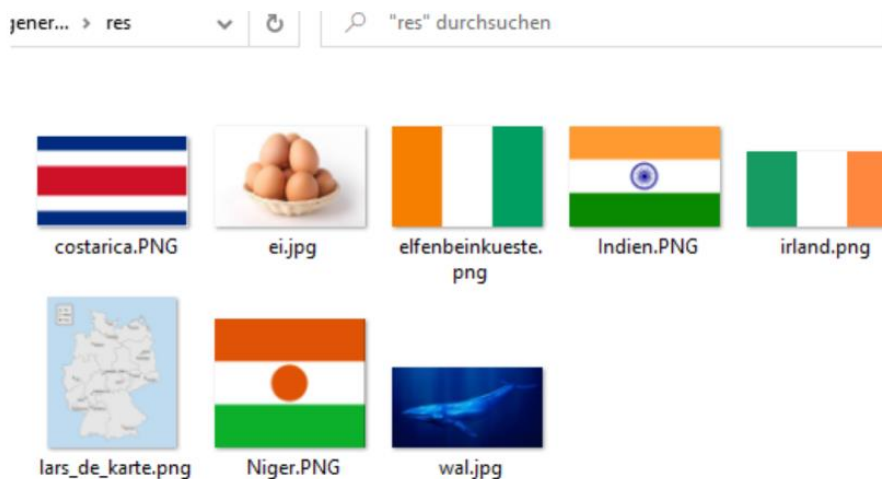 gener... > res
"res" durchsuchen
costarica.PNG
ei.jpg
elfenbeinkueste.
png
Indien.PNG
irland.png
lars_de_karte.png
Niger.PNG
wal.jpg